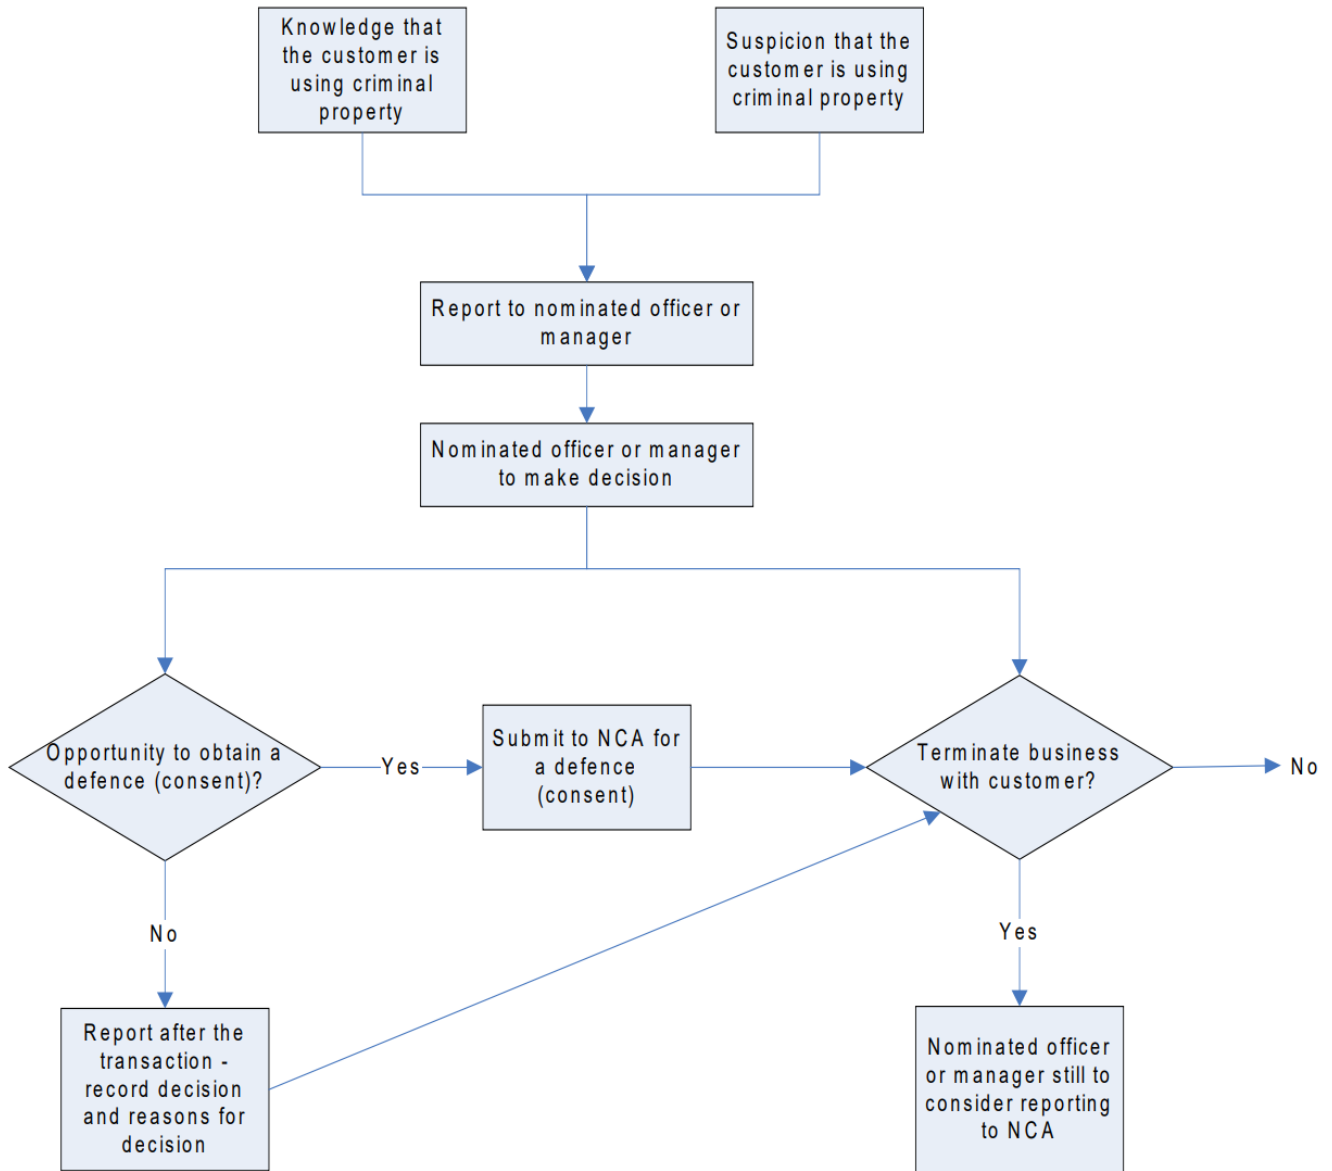 Knowledge that
the customer is
using criminal
property
Suspicion that the
customer is using
criminal property
Report to nominated officer or
manager
Nominated officer or manager
to make decision
Opportunity to obtain a
defence (consent)?
Yes
Submit to NCA for
a defence
(consent)
Terminate business
with customer?
No
No
Yes
Report after the
transaction -
record decision
and reasons for
decision
Nominated officer
or manager still to
consider reporting
to NCA